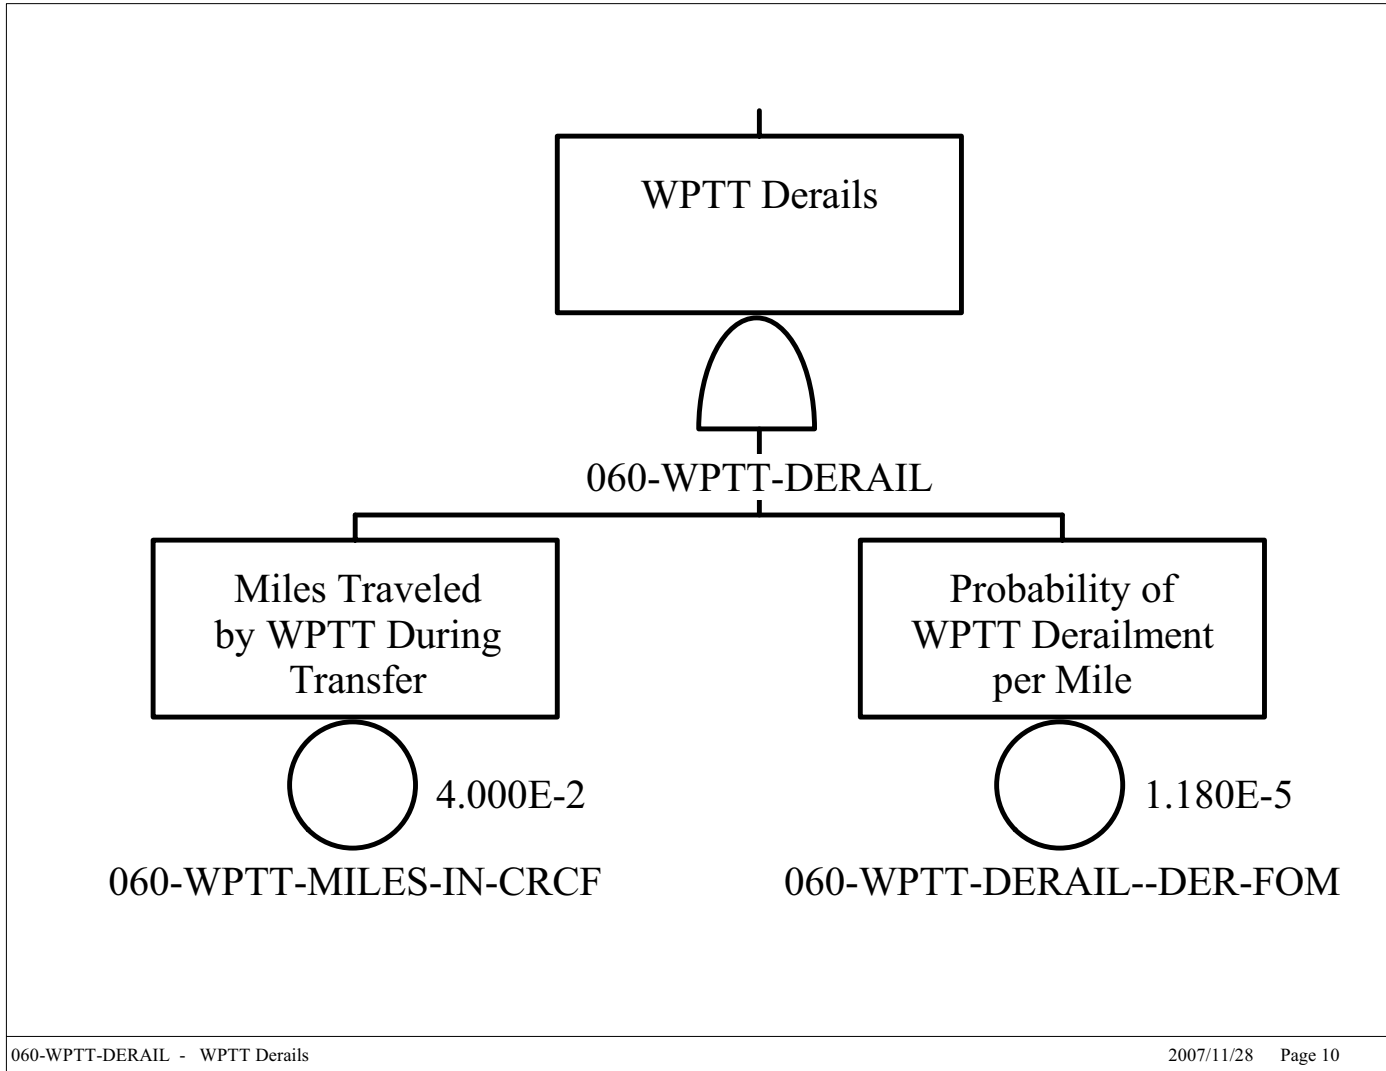 WPTT Derails
060-WPTT-DERAIL
Miles Traveled
by WPTT During
Transfer
Probability of
WPTT Derailment
per Mile
4.000E-2
1.180E-5
060-WPTT-MILES-IN-CRCF
060-WPTT-DERAIL--DER-FOM
060-WPTT-DERAIL - WPTT Derails
2007/11/28 Page 10